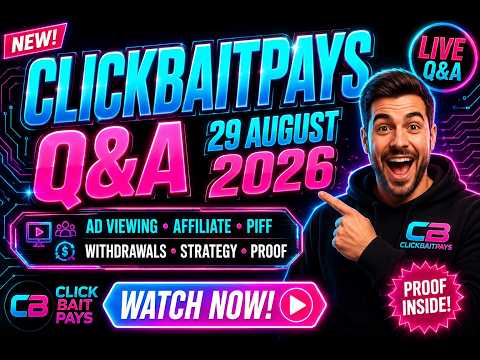 NEW!
CLICKBAITPAYS
Q&A
29 AUGUST
2026
LIVE
Q&A
AD VIEWING • AFFILIATE • PIFF
WITHDRAWALS • STRATEGY • PROOF
CB
CLICKBAITPAYS
CB
CLICK
BAIT
PAYS
WATCH NOW!
PROOF
INSIDE!